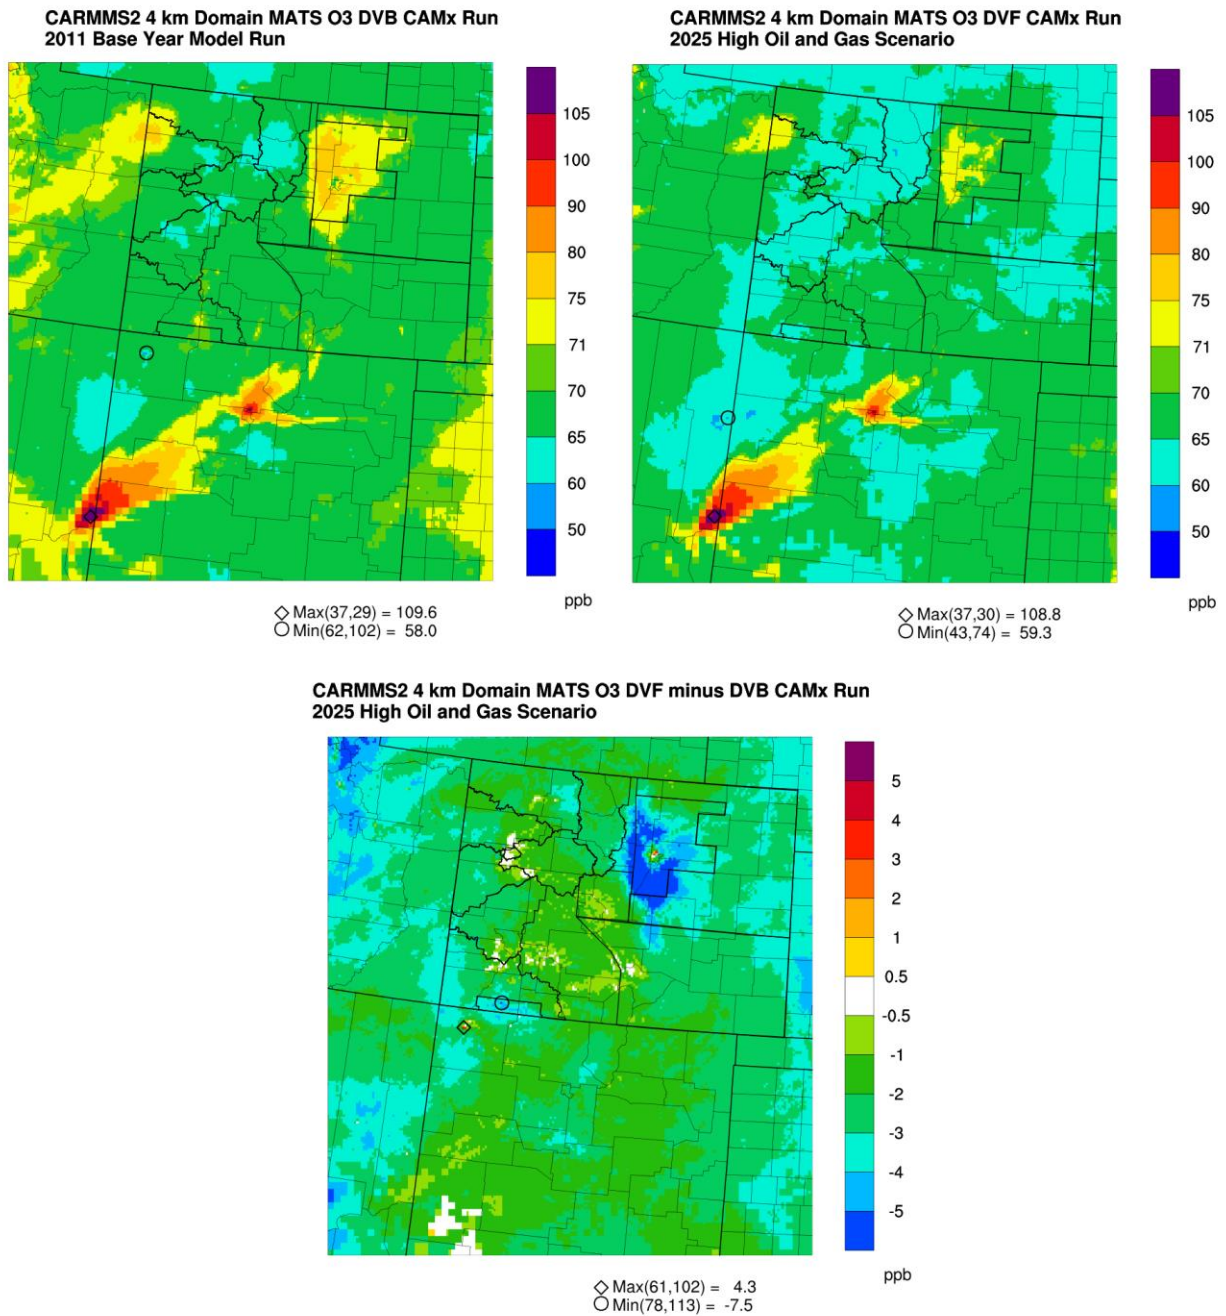 CARMMS2 4 km Domain MATS O3 DVB CAMx Run
2011 Base Year Model Run
105
100
90
80
75
71
70
65
60
50
ppb
Max(37,29) = 109.6
Min(62,102) = 58.0
CARMMS2 4 km Domain MATS O3 DVF CAMx Run
2025 High Oil and Gas Scenario
105
100
90
80
75
71
70
65
60
50
ppb
Max(37,30) = 108.8
Min(43,74) = 59.3
CARMMS2 4 km Domain MATS O3 DVF minus DVB CAMx Run
2025 High Oil and Gas Scenario
5
4
3
2
1
0.5
-0.5
-1
-2
-3
-4
-5
ppb
Max(61,102) = 4.3
Min(78,113) = -7.5